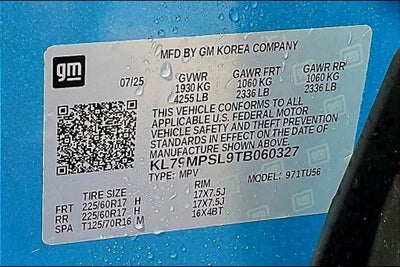 gm
MFD BY GM KOREA COMPANY
07/25 GVWR GAWR FRT GAWR RR
1930 KG 1060 KG 1060 KG
4255 LB 2336 LB 2336 LB
THIS VEHICLE CONFORMS TO ALL
APPLICABLE U.S. FEDERAL MOTOR
VEHICLE SAFETY AND THEFT PREVENTION
STANDARDS IN EFFECT ON THE DATE OF
MANUFACTURE SHOWN ABOVE.
KL79MPSL9TB060327
TYPE: MPV MODEL: 971TU56
TIRE SIZE RIM
FRT 225/60R17 H 17X7.5J
RR 225/60R17 H 17X7.5J
SPA T125/70R16 M 16X4BT